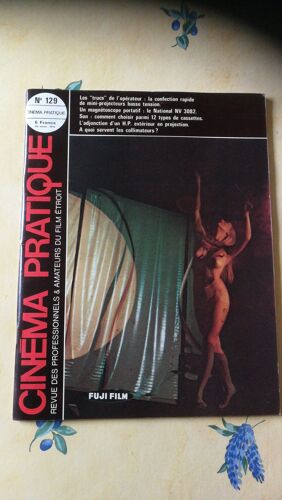 N° 129
CINEMA PRATIQUE
6 Francs
Les "trucs" de l'opérateur : la confection rapide
de mini-projecteurs basse tension.
Un magnétoscope portatif : le National NV 3082.
Son : comment choisir parmi 12 types de cassettes.
L'adjonction d'un H.P. extérieur en projection.
A quoi servent les collimateurs ?
CINÉMA PRATIQUE
REVUE DES PROFESSIONNELS & AMATEURS DU FILM ÉTROIT
FUJI FILM